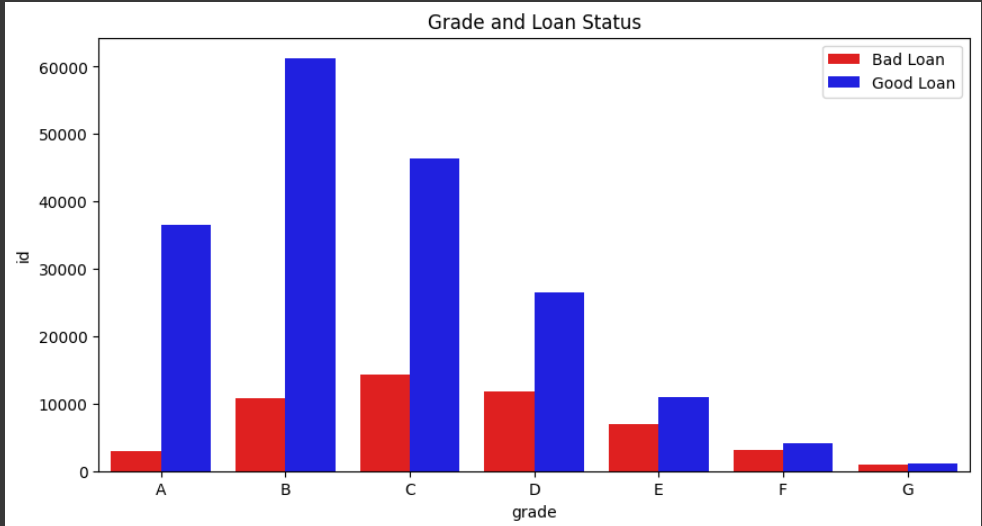 Grade and Loan Status
Bad Loan
Good Loan
60000
50000
40000
30000
20000
10000
0
id
A B C D E F G
grade